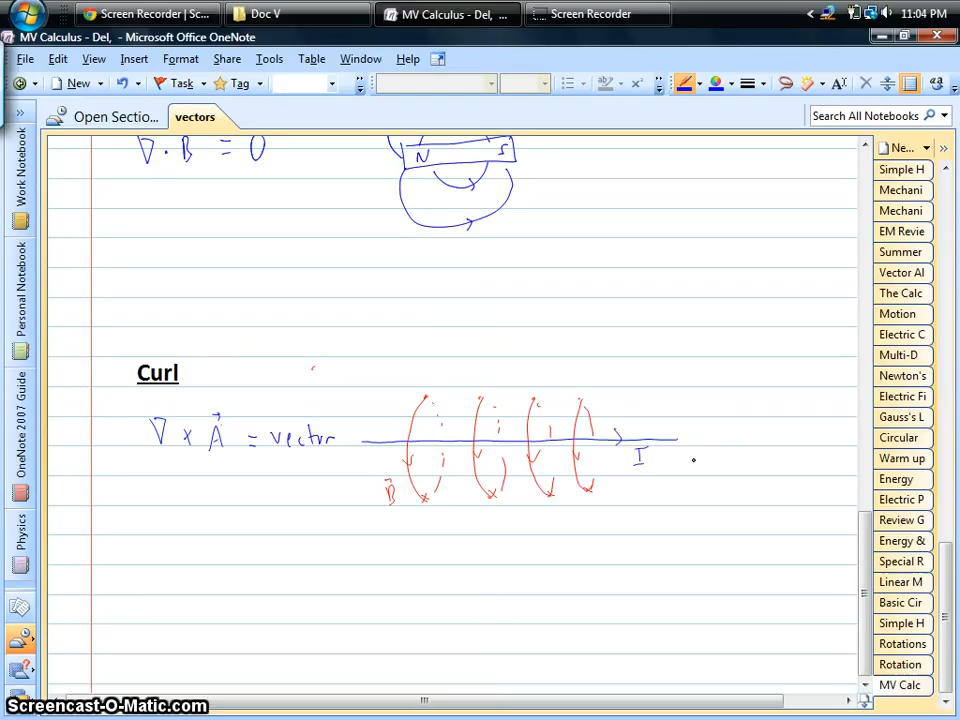 Screen Recorder | Sc...
Doc V
MV Calculus - Del, ...
Screen Recorder
11:04 PM
MV Calculus - Del, - Microsoft Office OneNote
File Edit View Insert Format Share Tools Table Window Help
New Task Tag
Open Sectio... vectors
Search All Notebooks
Work Notebook
Personal Notebook
OneNote 2007 Guide
Physics
∇ · B = 0
N S
Curl
∇ × A⃗ = vector
I
B⃗
Ne...
Simple H
Mechani
Mechani
EM Revie
Summer
Vector Al
The Calc
Motion
Electric C
Multi-D
Newton's
Electric Fi
Gauss's L
Circular
Warm up
Energy
Electric P
Review G
Energy &
Special R
Linear M
Basic Cir
Simple H
Rotations
Rotation
MV Calc
Screencast-O-Matic.com